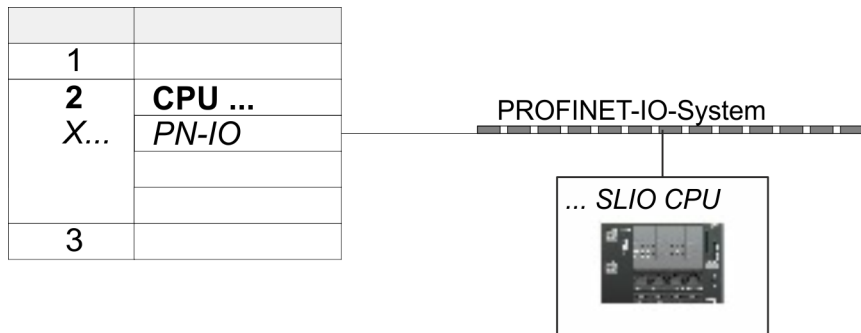 1
2 CPU ...
X... PN-IO
3
PROFINET-IO-System
... SLIO CPU